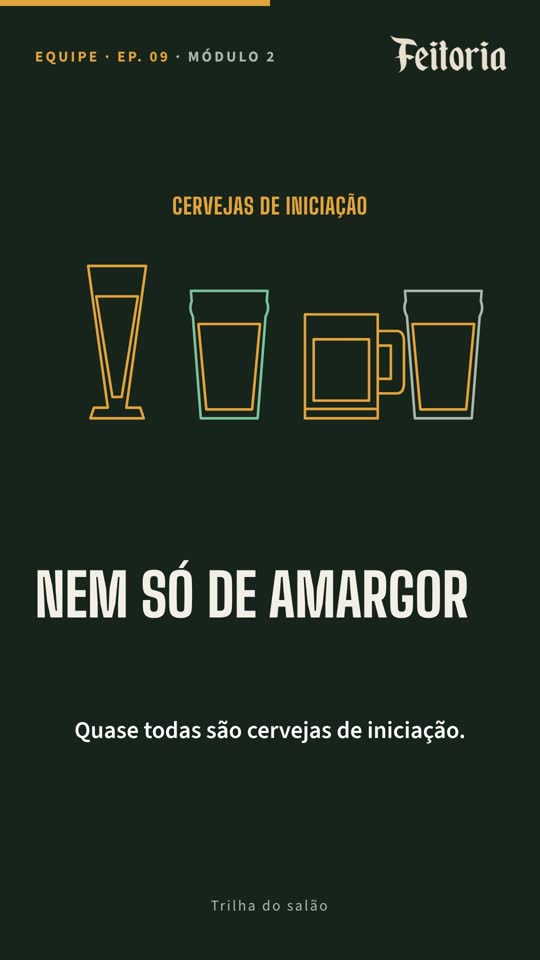 EQUIPE · EP. 09 · MÓDULO 2
Feitoria
CERVEJAS DE INICIAÇÃO
NEM SÓ DE AMARGOR
Quase todas são cervejas de iniciação.
Trilha do salão